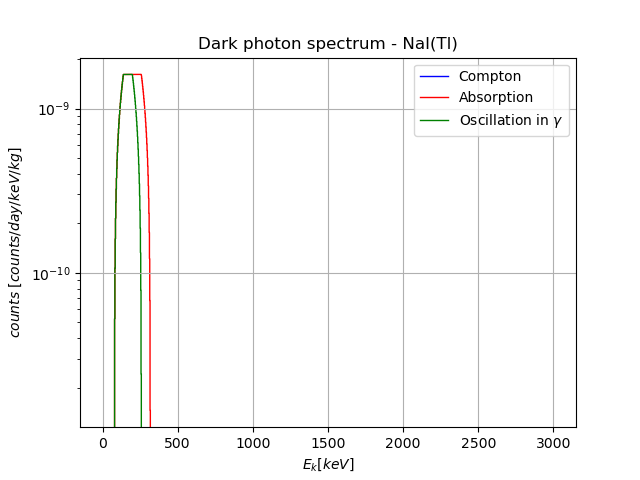 Dark photon spectrum - NaI(Tl)
Compton
Absorption
Oscillation in γ
10⁻⁹
10⁻¹⁰
counts [counts/day/keV/kg]
0 500 1000 1500 2000 2500 3000
Eₖ[keV]